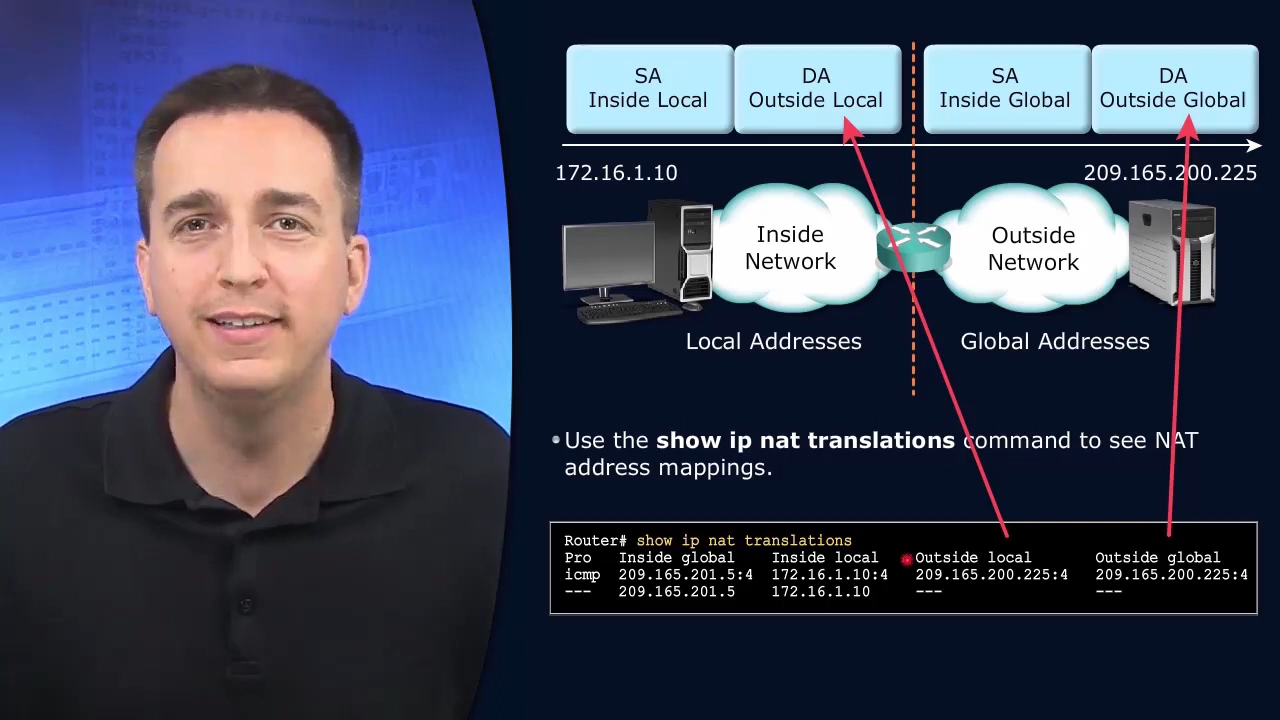 SA
Inside Local
DA
Outside Local
SA
Inside Global
DA
Outside Global
172.16.1.10
209.165.200.225
Inside
Network
Outside
Network
Local Addresses
Global Addresses
Use the show ip nat translations command to see NAT
address mappings.
Router# show ip nat translations
Pro Inside global Inside local Outside local Outside global
icmp 209.165.201.5:4 172.16.1.10:4 209.165.200.225:4 209.165.200.225:4
--- 209.165.201.5 172.16.1.10 --- ---